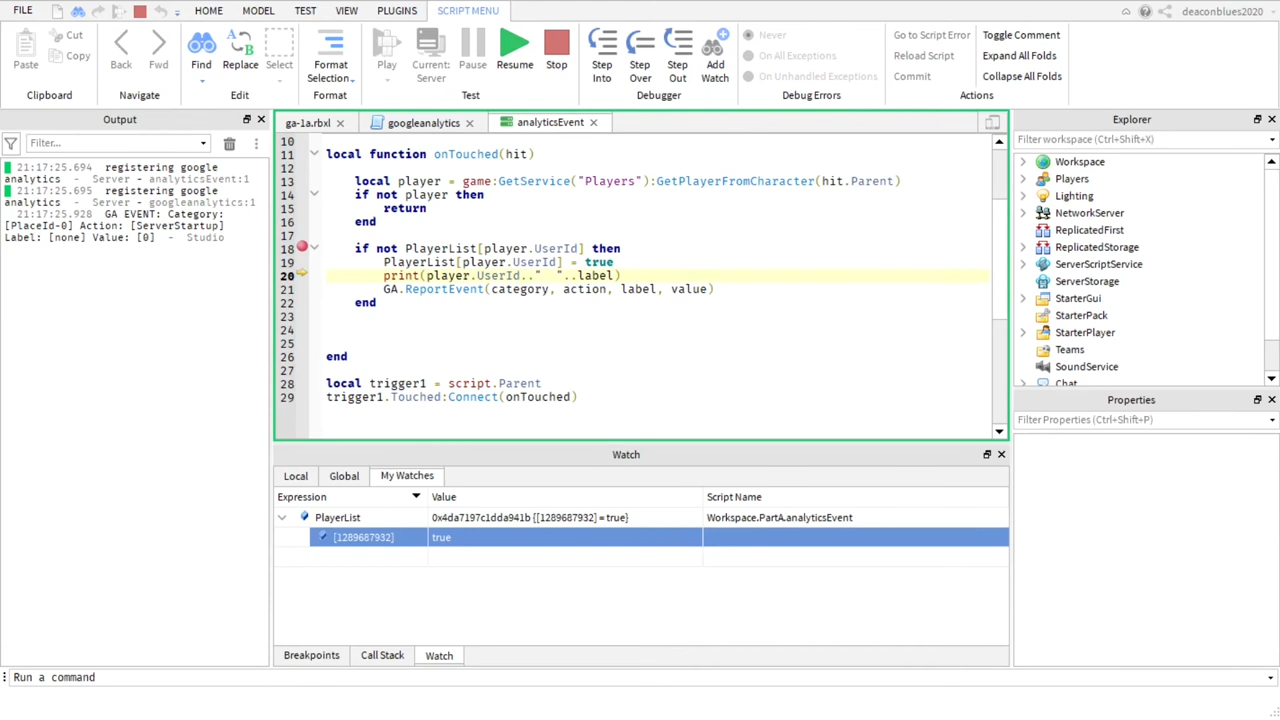 FILE HOME MODEL TEST VIEW PLUGINS SCRIPT MENU deaconblues2020
Paste Cut Copy Back Fwd Find Replace Select Format Selection Play Current: Server Pause Resume Stop Step Into Step Over Step Out Add Watch Never On All Exceptions On Unhandled Exceptions Go to Script Error Reload Script Commit Toggle Comment Expand All Folds Collapse All Folds
Clipboard Navigate Edit Format Test Debugger Debug Errors Actions
Output
Filter...
21:17:25.694 registering google
analytics - Server - analyticsEvent:1
21:17:25.695 registering google
analytics - Server - googleanalytics:1
21:17:25.928 GA EVENT: Category:
[PlaceId-0] Action: [ServerStartup]
Label: [none] Value: [0] - Studio
ga-1a.rbxl googleanalytics analyticsEvent
10
11 local function onTouched(hit)
12
13 local player = game:GetService("Players"):GetPlayerFromCharacter(hit.Parent)
14 if not player then
15 return
16 end
17
18 if not PlayerList[player.UserId] then
19 PlayerList[player.UserId] = true
20 print(player.UserId.."  "..label)
21 GA.ReportEvent(category, action, label, value)
22 end
23
24
25
26 end
27
28 local trigger1 = script.Parent
29 trigger1.Touched:Connect(onTouched)
Watch
Local Global My Watches
Expression Value Script Name
PlayerList 0x4da7197c1dda941b {[1289687932] = true} Workspace.PartA.analyticsEvent
[1289687932] true
Breakpoints Call Stack Watch
Explorer
Filter workspace (Ctrl+Shift+X)
Workspace
Players
Lighting
NetworkServer
ReplicatedFirst
ReplicatedStorage
ServerScriptService
ServerStorage
StarterGui
StarterPack
StarterPlayer
Teams
SoundService
Chat
Properties
Filter Properties (Ctrl+Shift+P)
Run a command